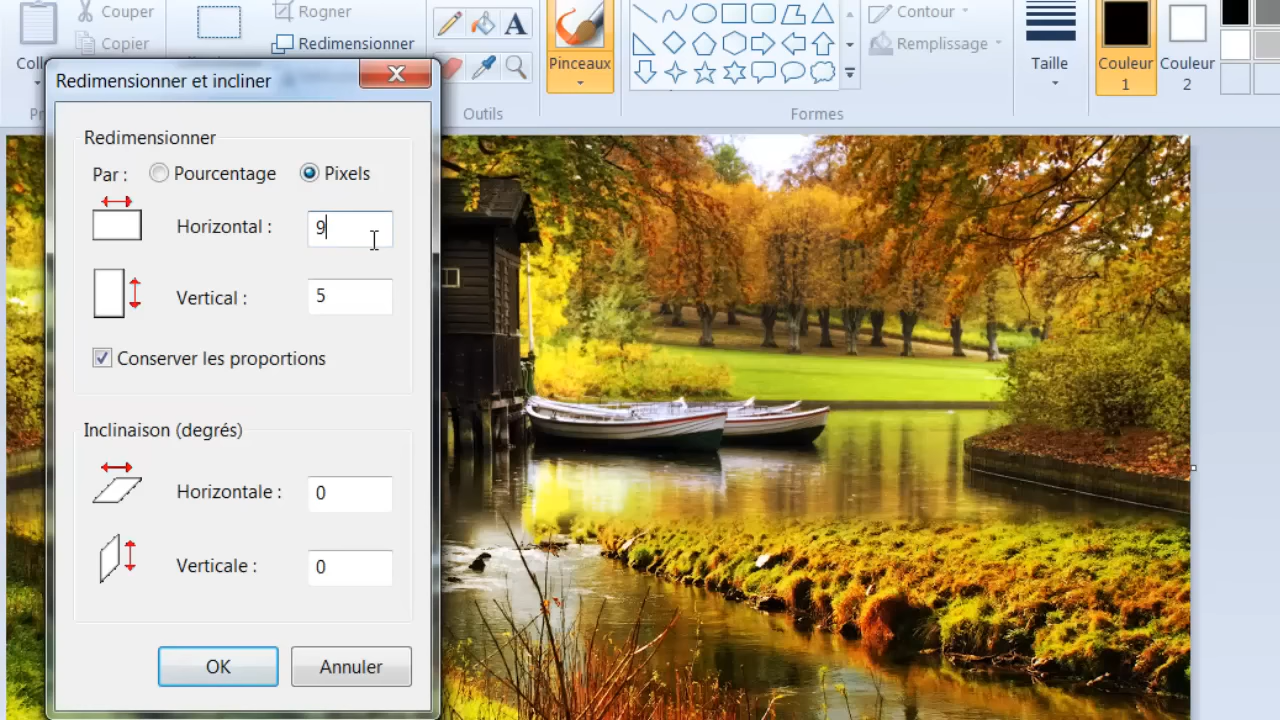 Couper
Copier
Coll
Rogner
Redimensionner
A
Outils
Pinceaux
Contour
Remplissage
Formes
Taille
Couleur
1
Couleur
2
Redimensionner et incliner
Redimensionner
Par : Pourcentage Pixels
Horizontal : 9
Vertical : 5
Conserver les proportions
Inclinaison (degrés)
Horizontale : 0
Verticale : 0
OK Annuler